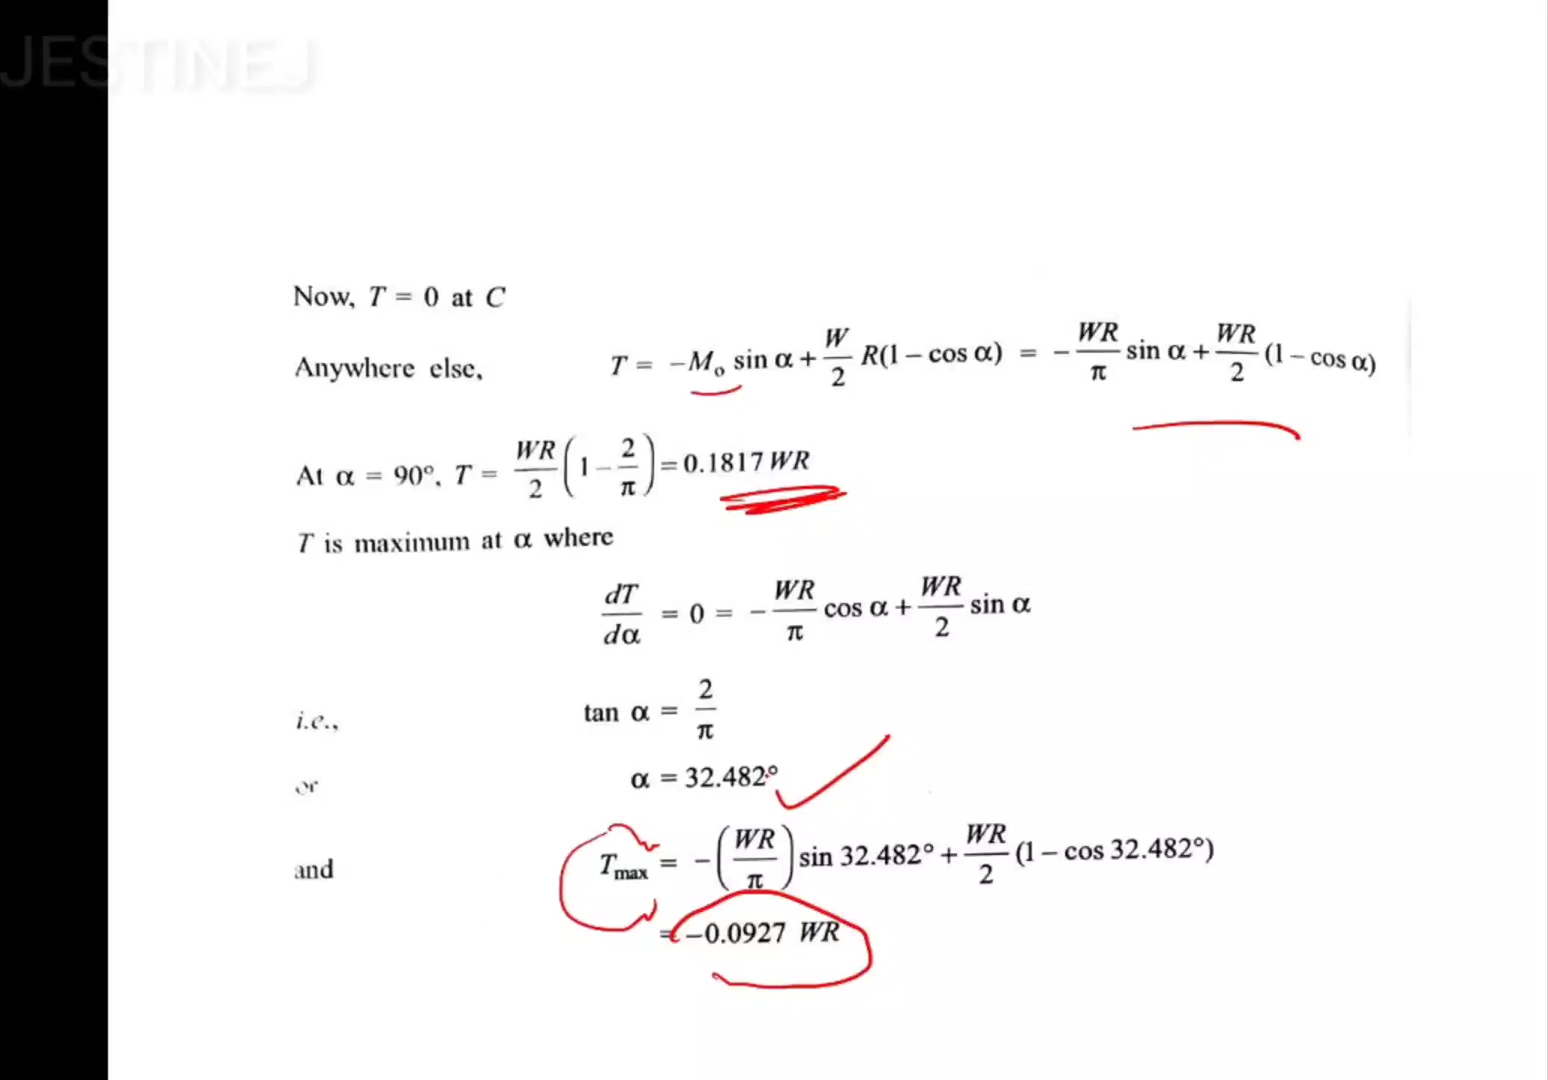 JESTINEJ
Now, T = 0 at C
Anywhere else, T = −M₀ sin α + W/2 R(1 − cos α) = − WR/π sin α + WR/2 (1 − cos α)
At α = 90°, T = WR/2 (1 − 2/π) = 0.1817 WR
T is maximum at α where
dT/dα = 0 = − WR/π cos α + WR/2 sin α
i.e., tan α = 2/π
or α = 32.482°
and T_max = −(WR/π) sin 32.482° + WR/2 (1 − cos 32.482°)
= −0.0927 WR